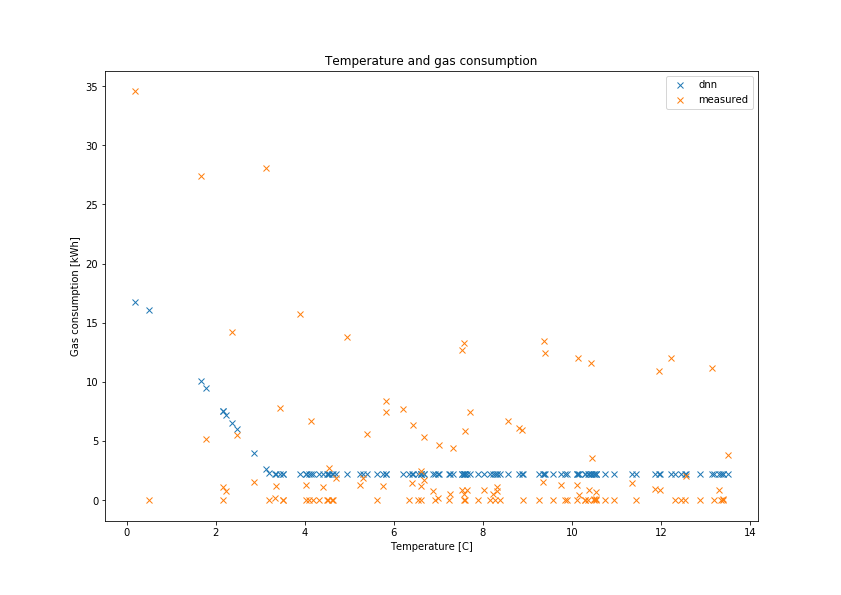 Temperature and gas consumption
dnn
measured
35
30
25
20
15
10
5
0
Gas consumption [kWh]
0 2 4 6 8 10 12 14
Temperature [C]